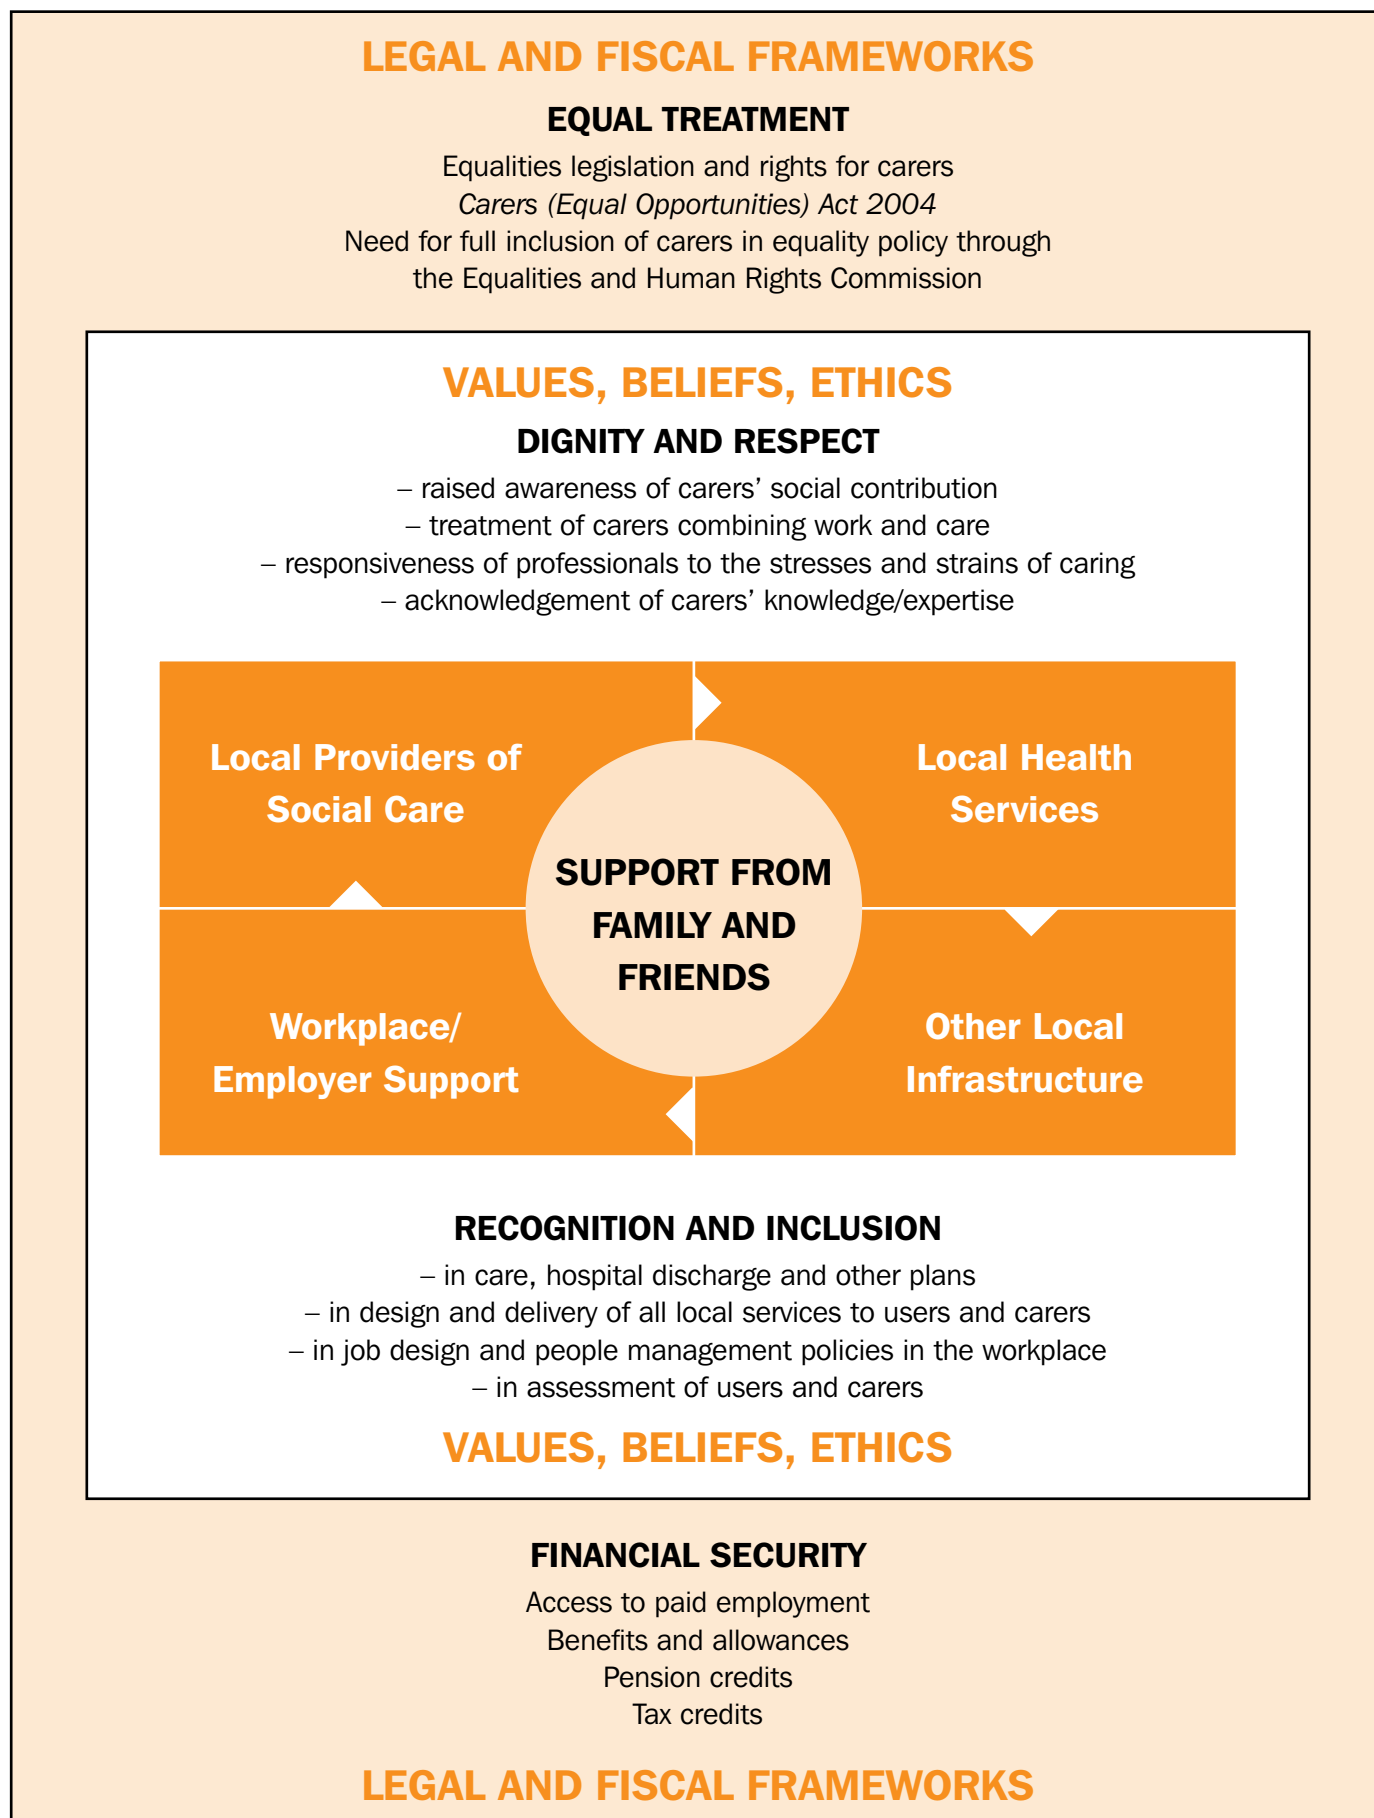 LEGAL AND FISCAL FRAMEWORKS
EQUAL TREATMENT
Equalities legislation and rights for carers
Carers (Equal Opportunities) Act 2004
Need for full inclusion of carers in equality policy through
the Equalities and Human Rights Commission
VALUES, BELIEFS, ETHICS
DIGNITY AND RESPECT
– raised awareness of carers’ social contribution
– treatment of carers combining work and care
– responsiveness of professionals to the stresses and strains of caring
– acknowledgement of carers’ knowledge/expertise
Local Providers of
Social Care
Local Health
Services
SUPPORT FROM
FAMILY AND
FRIENDS
Workplace/
Employer Support
Other Local
Infrastructure
RECOGNITION AND INCLUSION
– in care, hospital discharge and other plans
– in design and delivery of all local services to users and carers
– in job design and people management policies in the workplace
– in assessment of users and carers
VALUES, BELIEFS, ETHICS
FINANCIAL SECURITY
Access to paid employment
Benefits and allowances
Pension credits
Tax credits
LEGAL AND FISCAL FRAMEWORKS